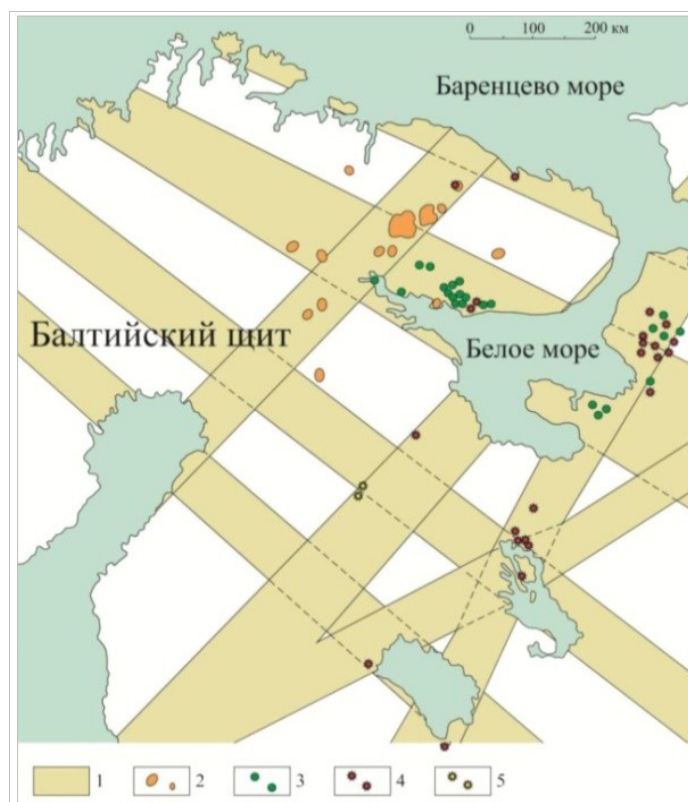 0 100 200 км
Баренцево море
Балтийский щит
Белое море
1 2 3 4 5